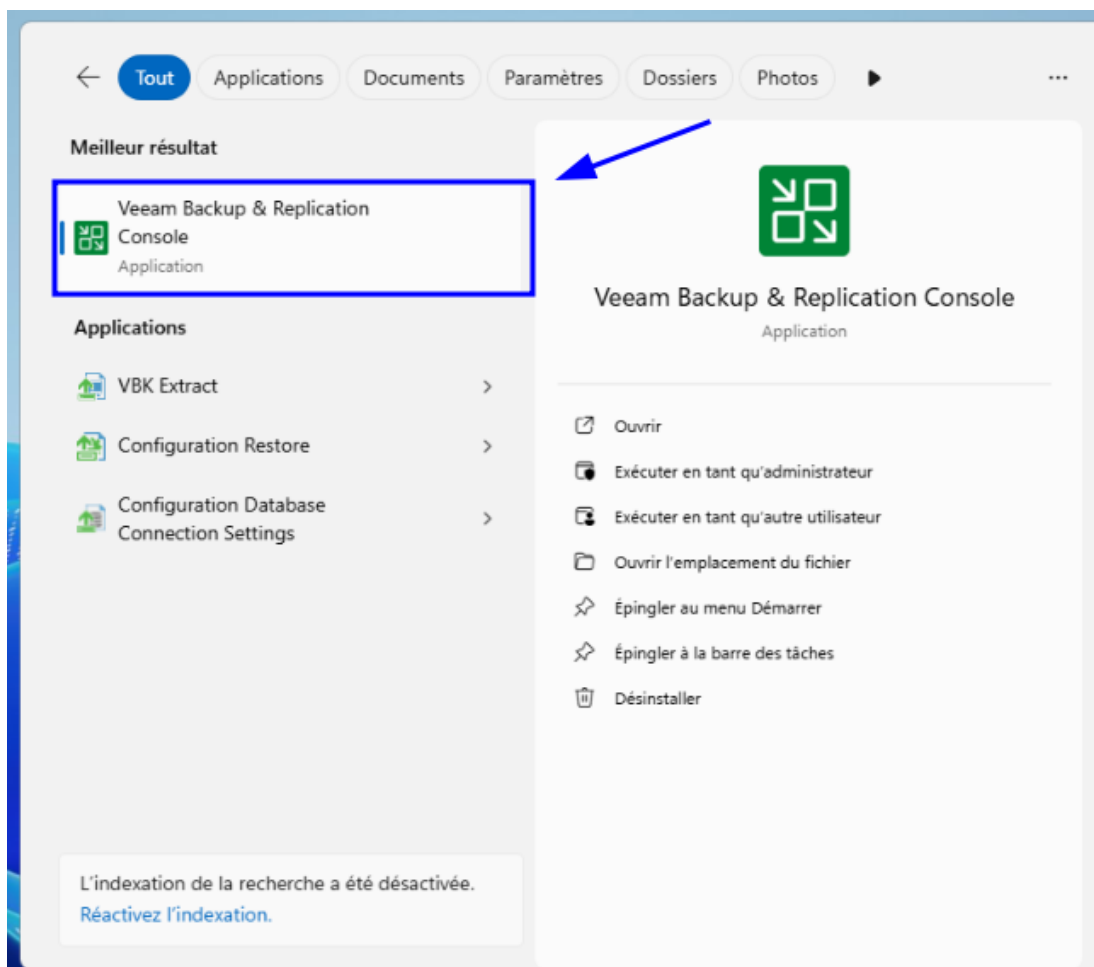 Tout
Applications
Documents
Paramètres
Dossiers
Photos
Meilleur résultat
Veeam Backup & Replication
Console
Application
Applications
VBK Extract
Configuration Restore
Configuration Database
Connection Settings
L'indexation de la recherche a été désactivée.
Réactivez l'indexation.
Veeam Backup & Replication Console
Application
Ouvrir
Exécuter en tant qu'administrateur
Exécuter en tant qu'autre utilisateur
Ouvrir l'emplacement du fichier
Épingler au menu Démarrer
Épingler à la barre des tâches
Désinstaller